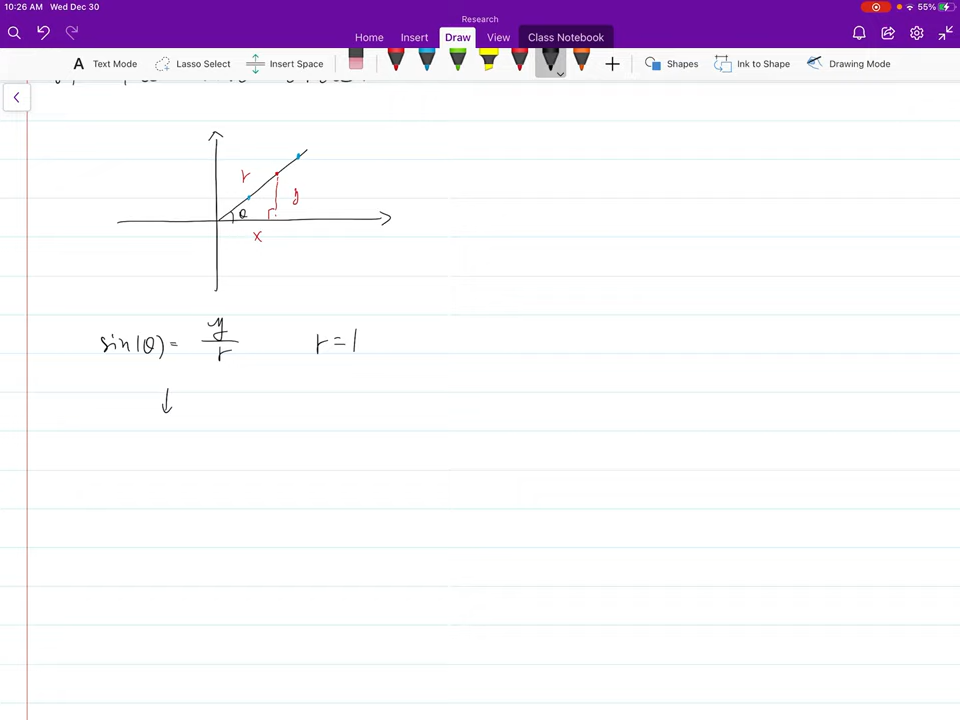 10:26 AM Wed Dec 30
55%
Research
Home Insert Draw View Class Notebook
Text Mode Lasso Select Insert Space Shapes Ink to Shape Drawing Mode
r
y
θ
x
sin(θ) = y/r r = 1
↓